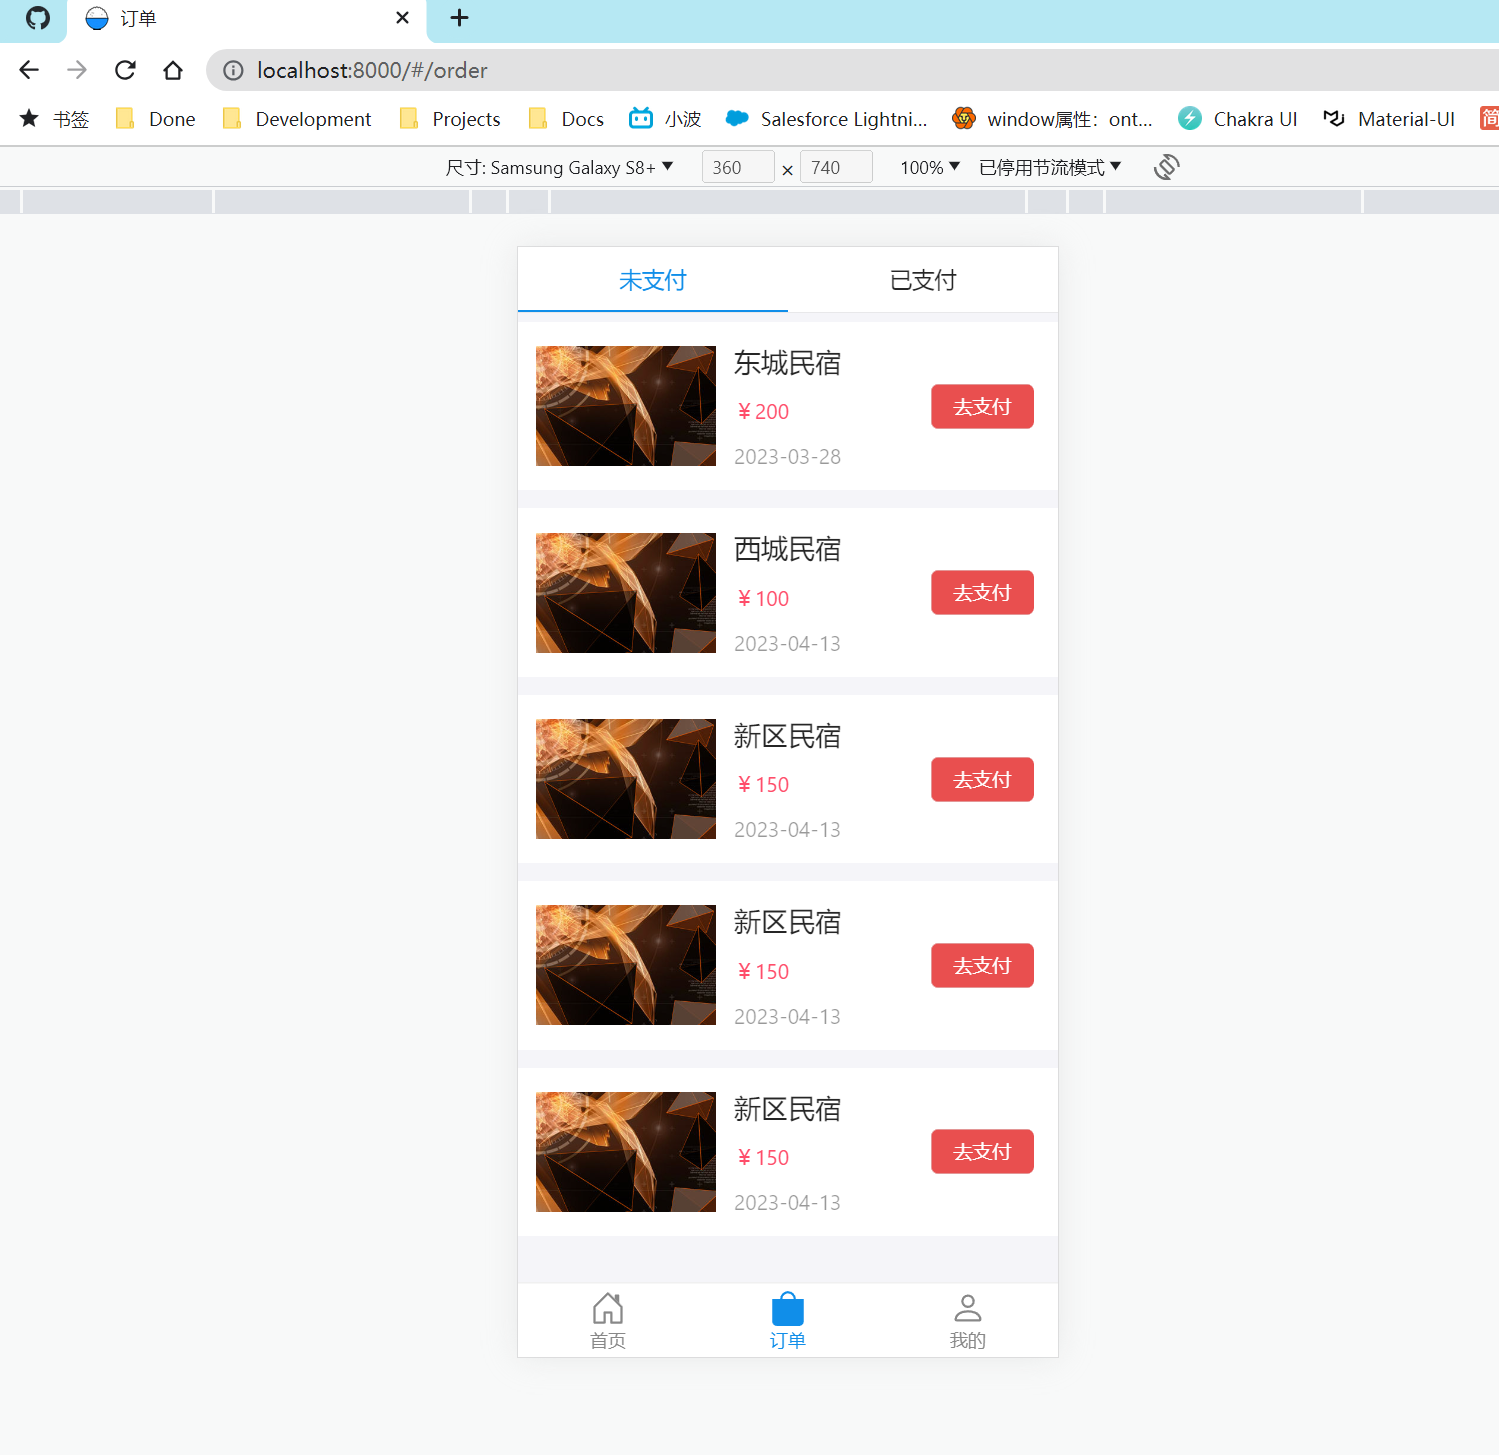 订单
localhost:8000/#/order
书签 Done Development Projects Docs 小波 Salesforce Lightni... window属性：ont... Chakra UI Material-UI 简
尺寸: Samsung Galaxy S8+ 360 × 740 100% 已停用节流模式
未支付 已支付
东城民宿
¥200
去支付
2023-03-28
西城民宿
¥100
去支付
2023-04-13
新区民宿
¥150
去支付
2023-04-13
新区民宿
¥150
去支付
2023-04-13
新区民宿
¥150
去支付
2023-04-13
首页 订单 我的